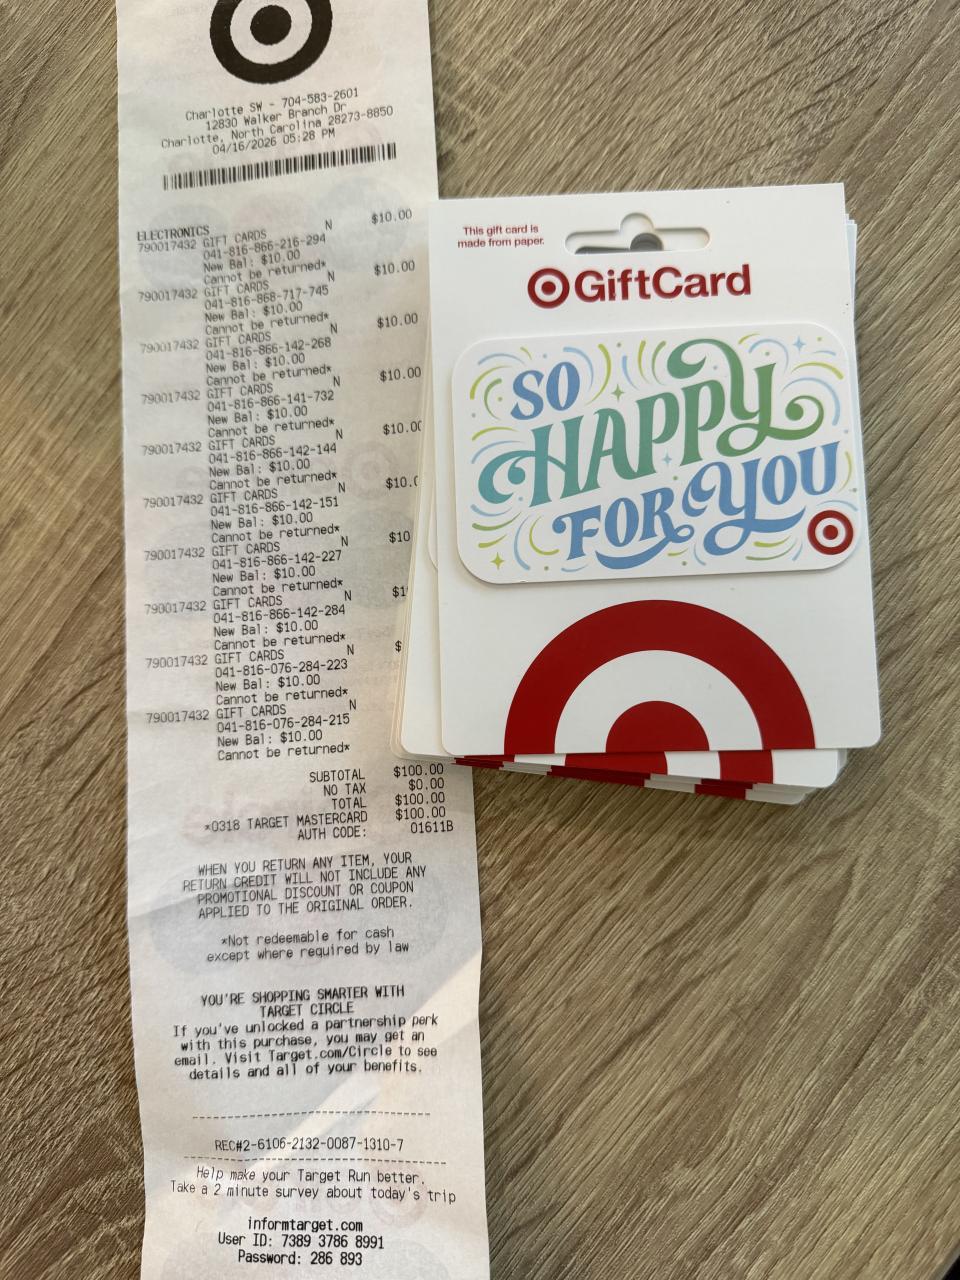 Charlotte SW - 704-583-2601
12830 Walker Branch Dr
Charlotte, North Carolina 28273-8850
04/16/2026 05:28 PM
ELECTRONICS
790017432 GIFT CARDS N $10.00
041-816-866-216-294
New Bal: $10.00
Cannot be returned*
790017432 GIFT CARDS N $10.00
041-816-868-717-745
New Bal: $10.00
Cannot be returned*
790017432 GIFT CARDS N $10.00
041-816-866-142-268
New Bal: $10.00
Cannot be returned*
790017432 GIFT CARDS N $10.00
041-816-866-141-732
New Bal: $10.00
Cannot be returned*
790017432 GIFT CARDS N $10.00
041-816-866-142-144
New Bal: $10.00
Cannot be returned*
790017432 GIFT CARDS N $10.0
041-816-866-142-151
New Bal: $10.00
Cannot be returned*
790017432 GIFT CARDS N $10
041-816-866-142-227
New Bal: $10.00
Cannot be returned*
790017432 GIFT CARDS N $1
041-816-866-142-284
New Bal: $10.00
Cannot be returned*
790017432 GIFT CARDS N $
041-816-076-284-223
New Bal: $10.00
Cannot be returned*
790017432 GIFT CARDS N
041-816-076-284-215
New Bal: $10.00
Cannot be returned*
SUBTOTAL $100.00
NO TAX $0.00
TOTAL $100.00
*0318 TARGET MASTERCARD $100.00
AUTH CODE: 01611B
WHEN YOU RETURN ANY ITEM, YOUR
RETURN CREDIT WILL NOT INCLUDE ANY
PROMOTIONAL DISCOUNT OR COUPON
APPLIED TO THE ORIGINAL ORDER.
*Not redeemable for cash
except where required by law
YOU'RE SHOPPING SMARTER WITH
TARGET CIRCLE
If you've unlocked a partnership perk
with this purchase, you may get an
email. Visit Target.com/Circle to see
details and all of your benefits.
REC#2-6106-2132-0087-1310-7
Help make your Target Run better.
Take a 2 minute survey about today's trip
informtarget.com
User ID: 7389 3786 8991
Password: 286 893
This gift card is
made from paper.
GiftCard
SO
HAPPY
FOR YOU